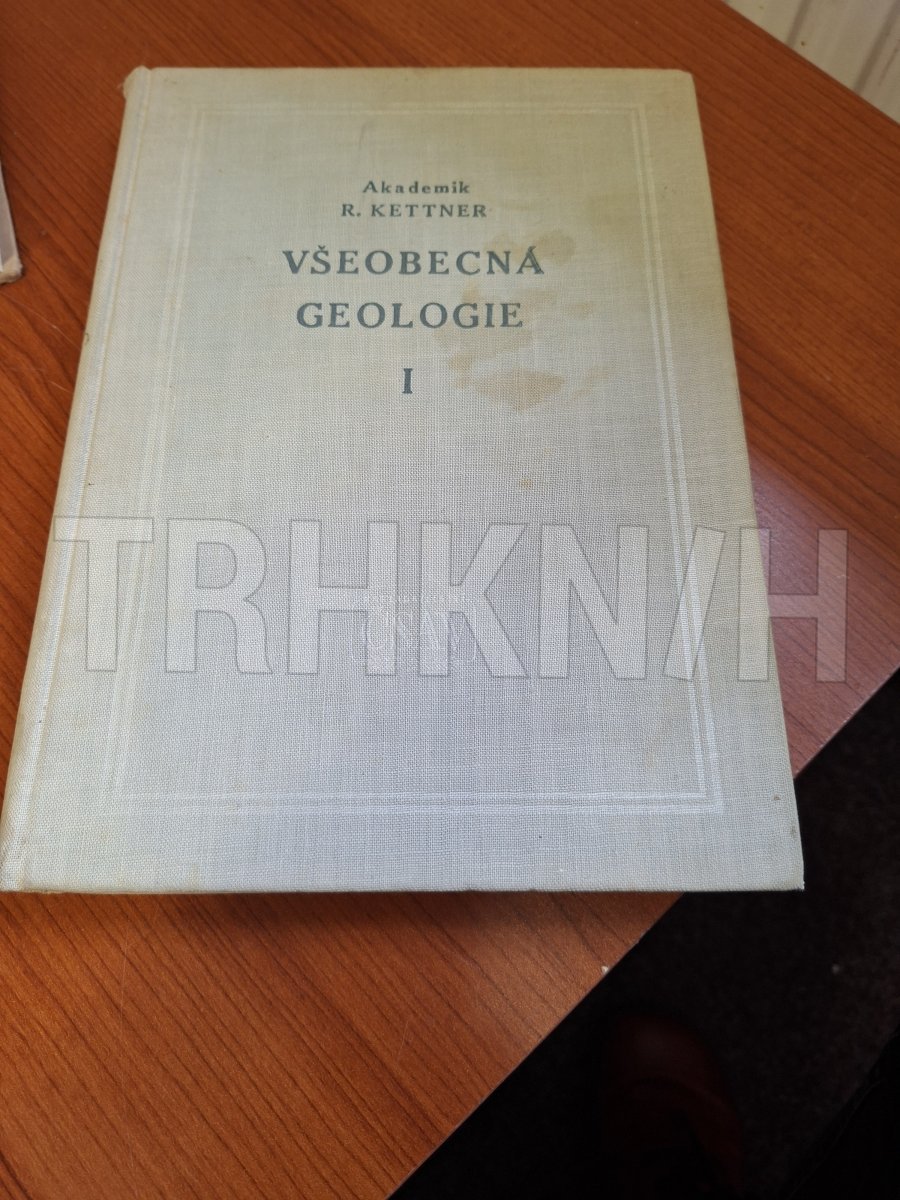 Akademik
R. KETTNER
VŠEOBECNÁ
GEOLOGIE
I
TRHKNIH